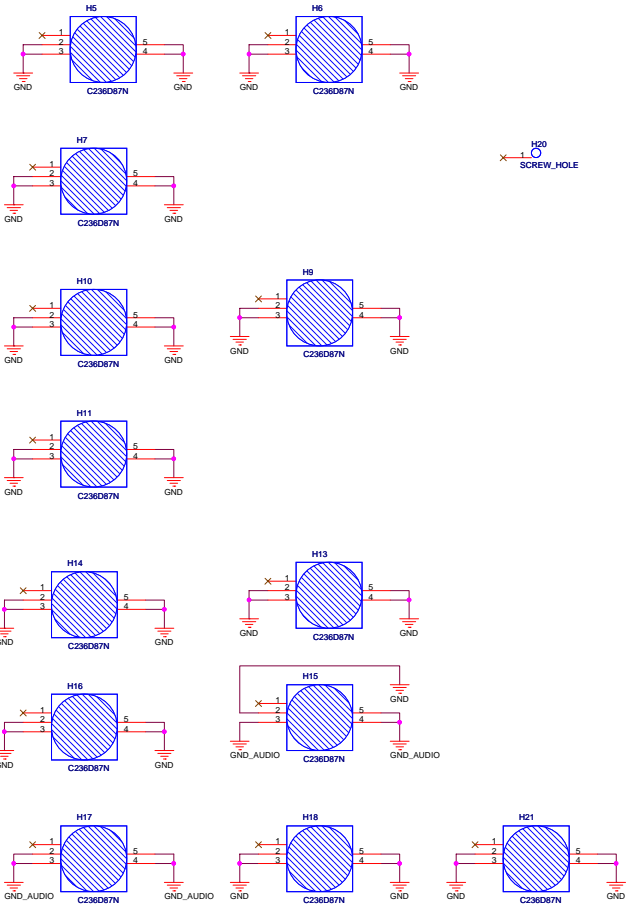 H5 H6
1 1
2 5 2 5
3 4 3 4
GND GND GND GND
C236D87N C236D87N
H7 H20
1 1
SCREW_HOLE
2 5
3 4
GND GND
C236D87N
H10 H9
1 1
2 5 2 5
3 4 3 4
GND GND GND GND
C236D87N C236D87N
H11
1
2 5
3 4
GND GND
C236D87N
H14 H13
1 1
2 5 2 5
3 4 3 4
GND GND GND GND
C236D87N C236D87N
H16 H15
GND
1 1
2 5 2 5
3 4 3 4
GND GND GND_AUDIO GND_AUDIO
C236D87N C236D87N
H17 H18 H21
1 1 1
2 5 2 5 2 5
3 4 3 4 3 4
GND_AUDIO GND_AUDIO GND GND GND GND
C236D87N C236D87N C236D87N